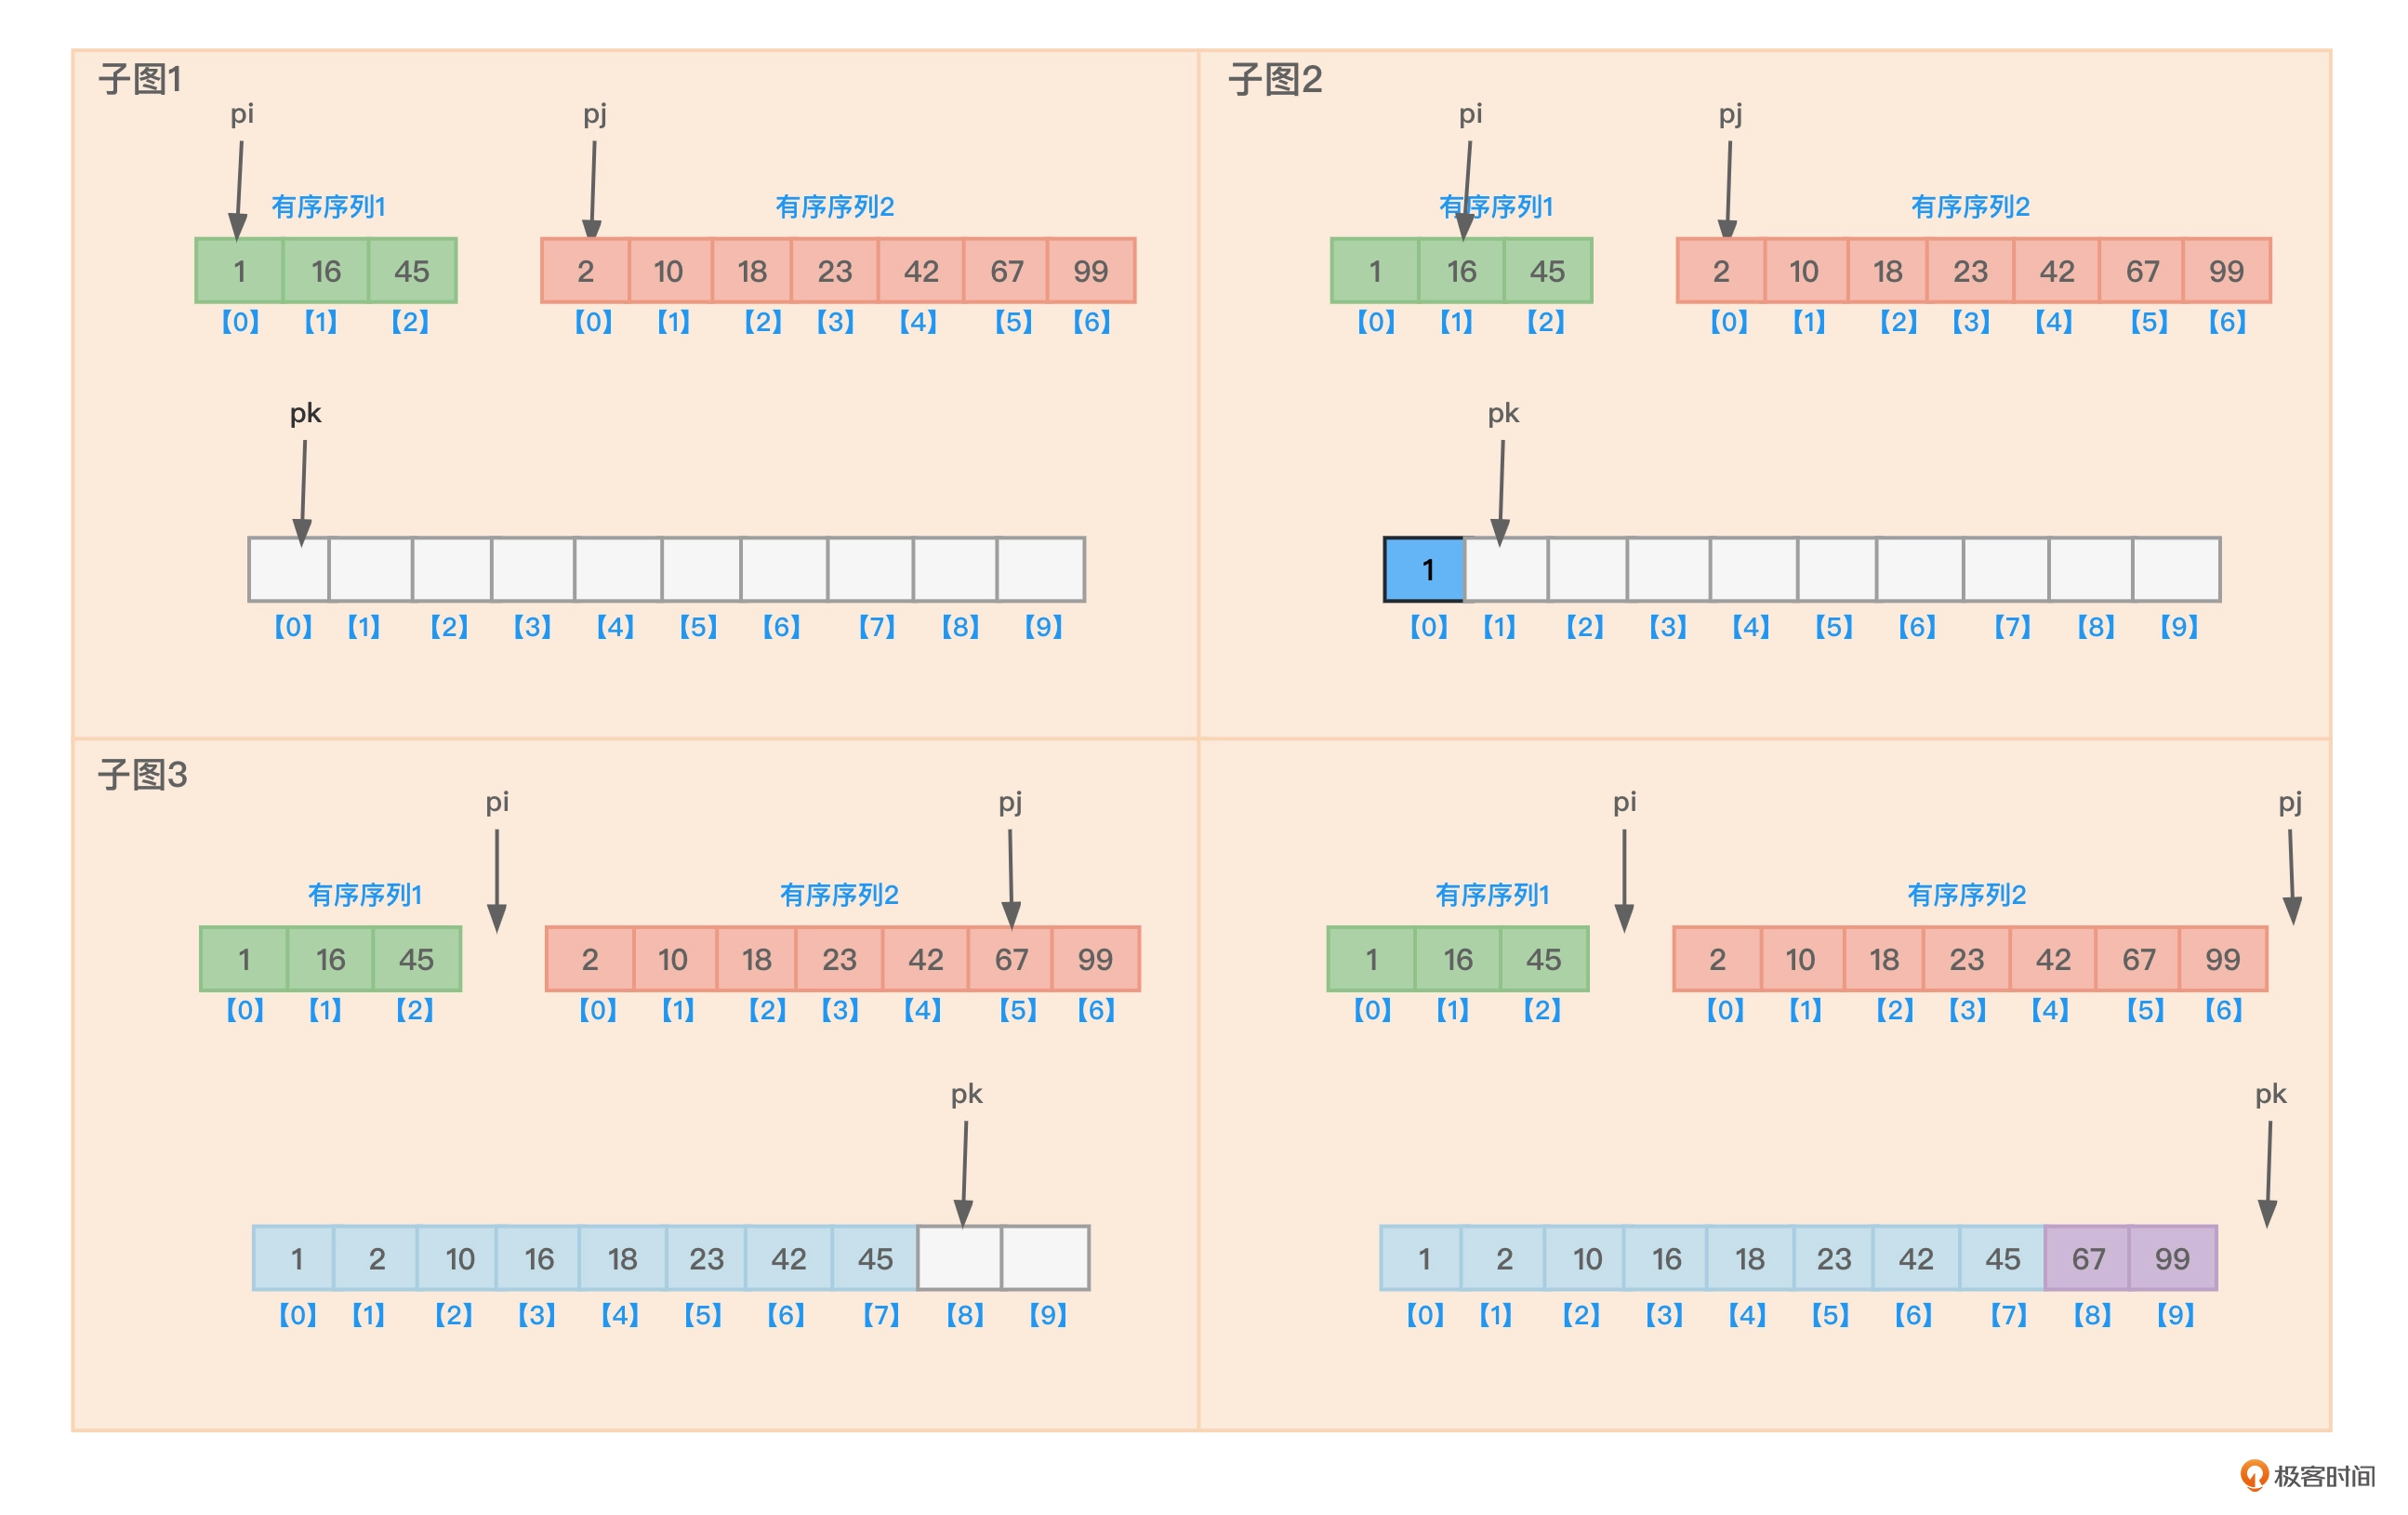 子图1
pi pj
有序序列1 有序序列2
1 16 45 2 10 18 23 42 67 99
【0】 【1】 【2】 【0】 【1】 【2】 【3】 【4】 【5】 【6】
pk
【0】 【1】 【2】 【3】 【4】 【5】 【6】 【7】 【8】 【9】
子图2
pi pj
有序序列1 有序序列2
1 16 45 2 10 18 23 42 67 99
【0】 【1】 【2】 【0】 【1】 【2】 【3】 【4】 【5】 【6】
pk
1
【0】 【1】 【2】 【3】 【4】 【5】 【6】 【7】 【8】 【9】
子图3
pi pj
有序序列1 有序序列2
1 16 45 2 10 18 23 42 67 99
【0】 【1】 【2】 【0】 【1】 【2】 【3】 【4】 【5】 【6】
pk
1 2 10 16 18 23 42 45
【0】 【1】 【2】 【3】 【4】 【5】 【6】 【7】 【8】 【9】
pi pj
有序序列1 有序序列2
1 16 45 2 10 18 23 42 67 99
【0】 【1】 【2】 【0】 【1】 【2】 【3】 【4】 【5】 【6】
pk
1 2 10 16 18 23 42 45 67 99
【0】 【1】 【2】 【3】 【4】 【5】 【6】 【7】 【8】 【9】
极客时间